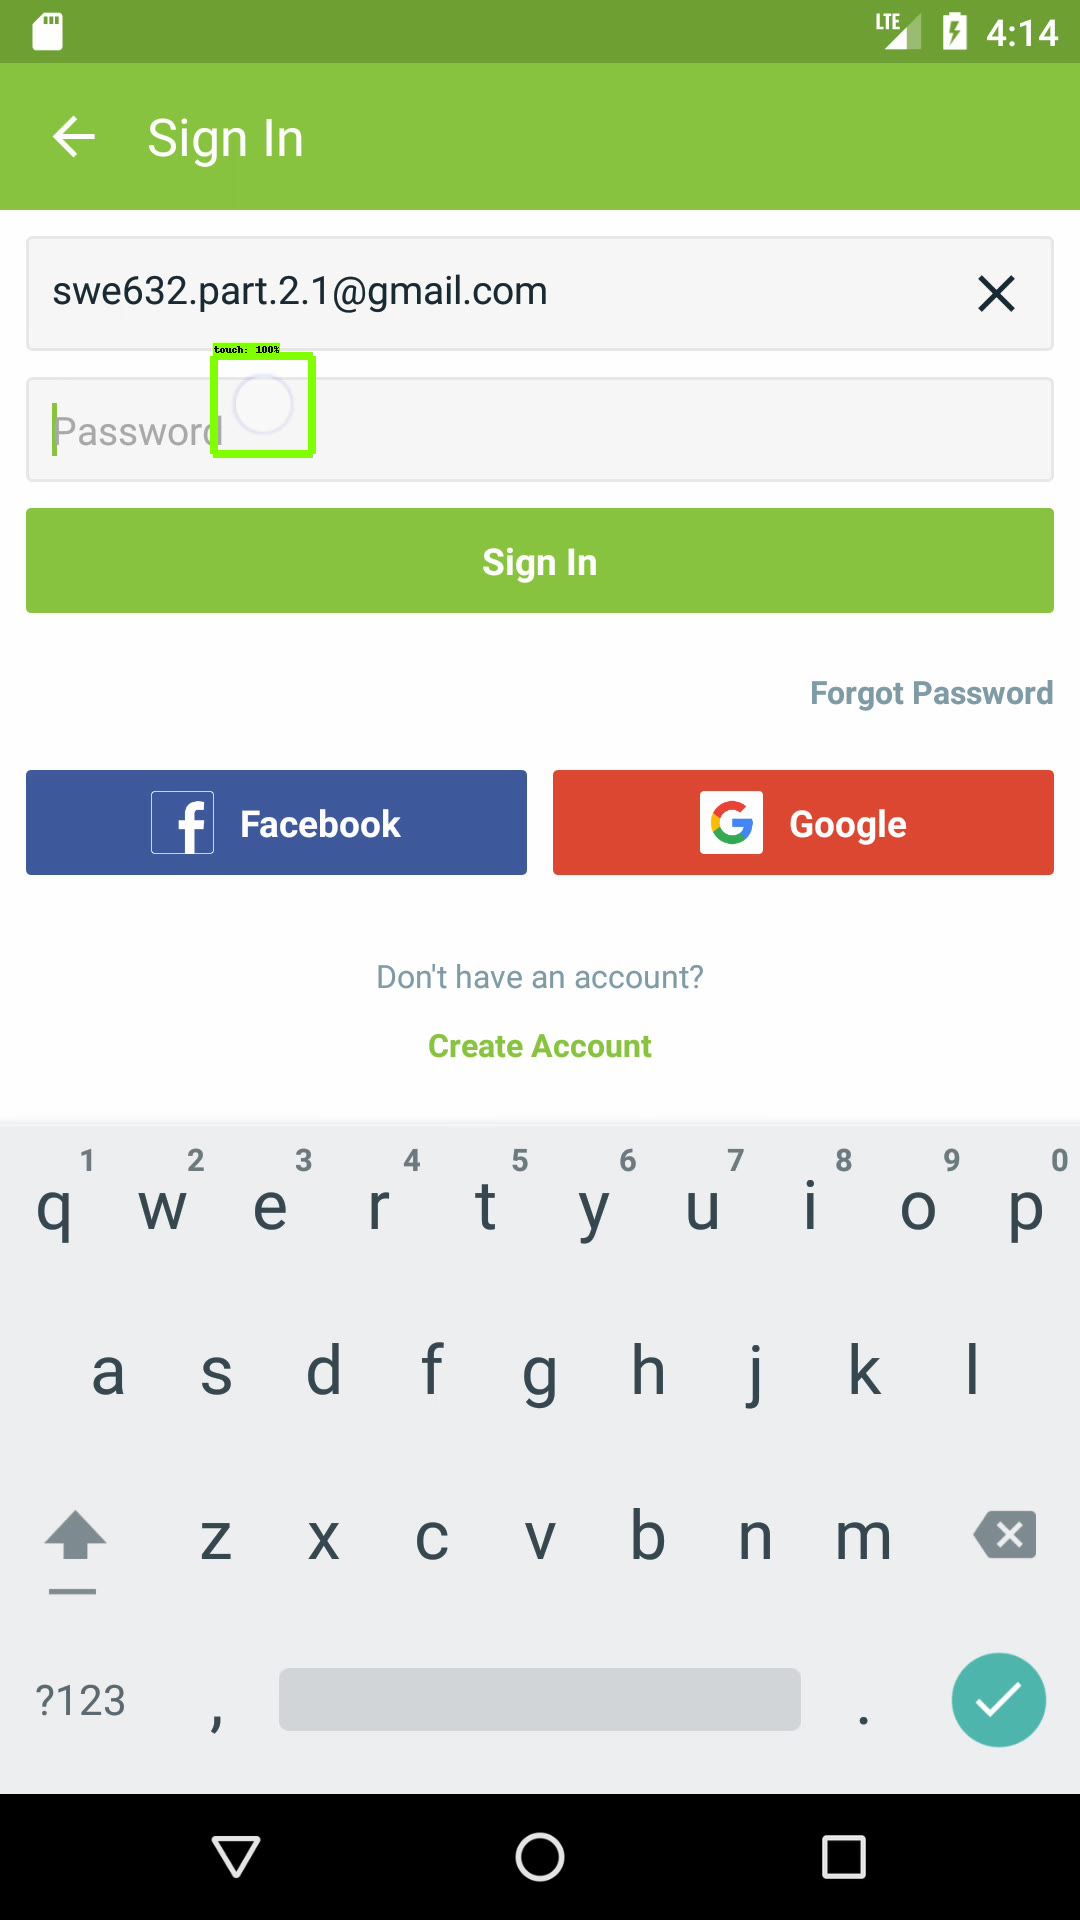 LTE 4:14
Sign In
swe632.part.2.1@gmail.com
touch: 100%
Password
Sign In
Forgot Password
Facebook Google
Don't have an account?
Create Account
1 2 3 4 5 6 7 8 9 0
q w e r t y u i o p
a s d f g h j k l
z x c v b n m
?123 , .